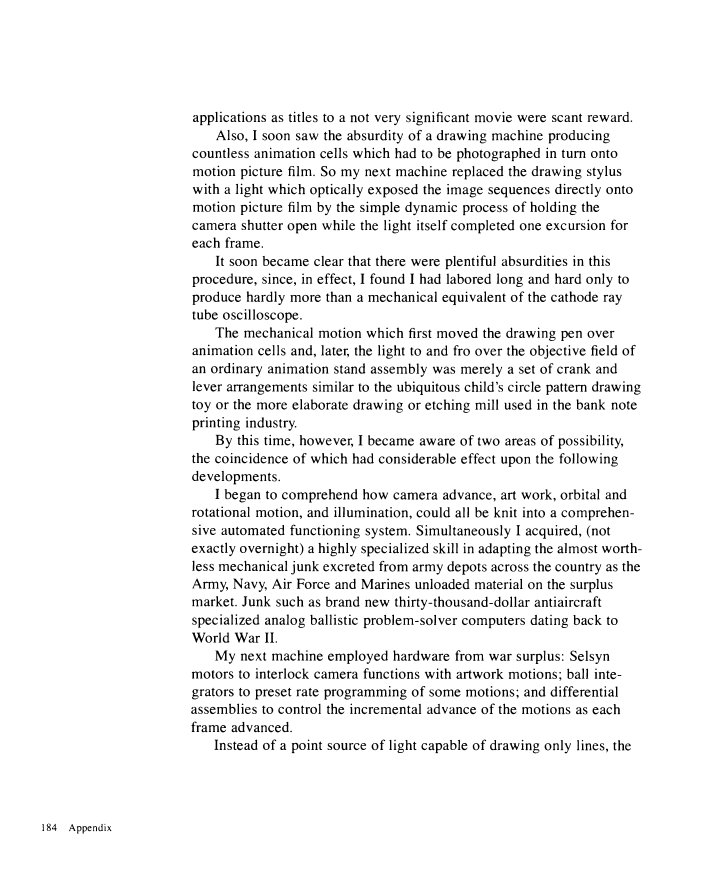 applications as titles to a not very significant movie were scant reward.
Also, I soon saw the absurdity of a drawing machine producing
countless animation cells which had to be photographed in turn onto
motion picture film. So my next machine replaced the drawing stylus
with a light which optically exposed the image sequences directly onto
motion picture film by the simple dynamic process of holding the
camera shutter open while the light itself completed one excursion for
each frame.
It soon became clear that there were plentiful absurdities in this
procedure, since, in effect, I found I had labored long and hard only to
produce hardly more than a mechanical equivalent of the cathode ray
tube oscilloscope.
The mechanical motion which first moved the drawing pen over
animation cells and, later, the light to and fro over the objective field of
an ordinary animation stand assembly was merely a set of crank and
lever arrangements similar to the ubiquitous child's circle pattern drawing
toy or the more elaborate drawing or etching mill used in the bank note
printing industry.
By this time, however, I became aware of two areas of possibility,
the coincidence of which had considerable effect upon the following
developments.
I began to comprehend how camera advance, art work, orbital and
rotational motion, and illumination, could all be knit into a comprehen-
sive automated functioning system. Simultaneously I acquired, (not
exactly overnight) a highly specialized skill in adapting the almost worth-
less mechanical junk excreted from army depots across the country as the
Army, Navy, Air Force and Marines unloaded material on the surplus
market. Junk such as brand new thirty-thousand-dollar antiaircraft
specialized analog ballistic problem-solver computers dating back to
World War II.
My next machine employed hardware from war surplus: Selsyn
motors to interlock camera functions with artwork motions; ball inte-
grators to preset rate programming of some motions; and differential
assemblies to control the incremental advance of the motions as each
frame advanced.
Instead of a point source of light capable of drawing only lines, the
184 Appendix